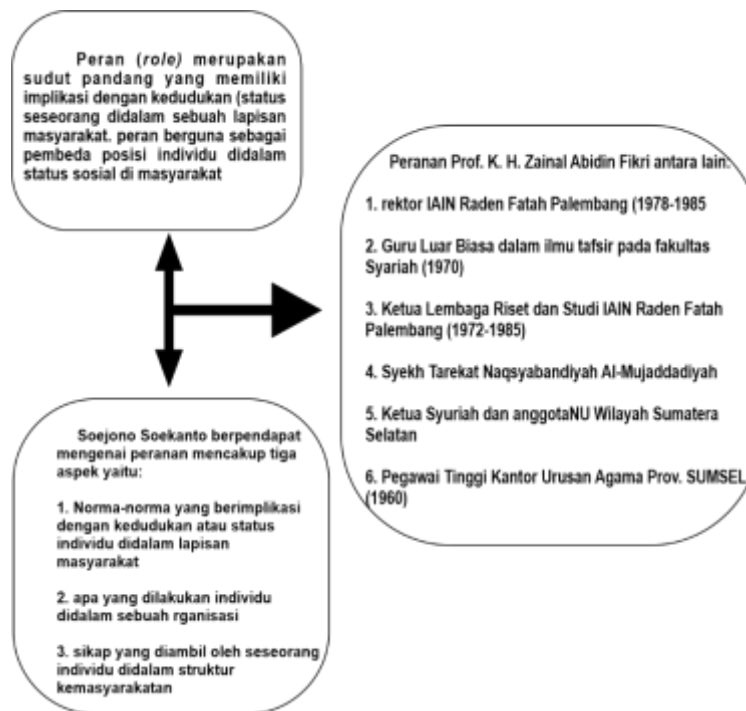 Peran (role) merupakan
sudut pandang yang memiliki
implikasi dengan kedudukan (status
seseorang didalam sebuah lapisan
masyarakat. peran berguna sebagai
pembeda posisi individu didalam
status sosial di masyarakat
Peranan Prof. K. H. Zainal Abidin Fikri antara lain:
1. rektor IAIN Raden Fatah Palembang (1978-1985
2. Guru Luar Biasa dalam ilmu tafsir pada fakultas
Syariah (1970)
3. Ketua Lembaga Riset dan Studi IAIN Raden Fatah
Palembang (1972-1985)
4. Syekh Tarekat Naqsyabandiyah Al-Mujaddadiyah
5. Ketua Syuriah dan anggotaNU Wilayah Sumatera
Selatan
6. Pegawai Tinggi Kantor Urusan Agama Prov. SUMSEL
(1960)
Soejono Soekanto berpendapat
mengenai peranan mencakup tiga
aspek yaitu:
1. Norma-norma yang berimplikasi
dengan kedudukan atau status
individu didalam lapisan
masyarakat
2. apa yang dilakukan individu
didalam sebuah rganisasi
3. sikap yang diambil oleh seseorang
individu didalam struktur
kemasyarakatan